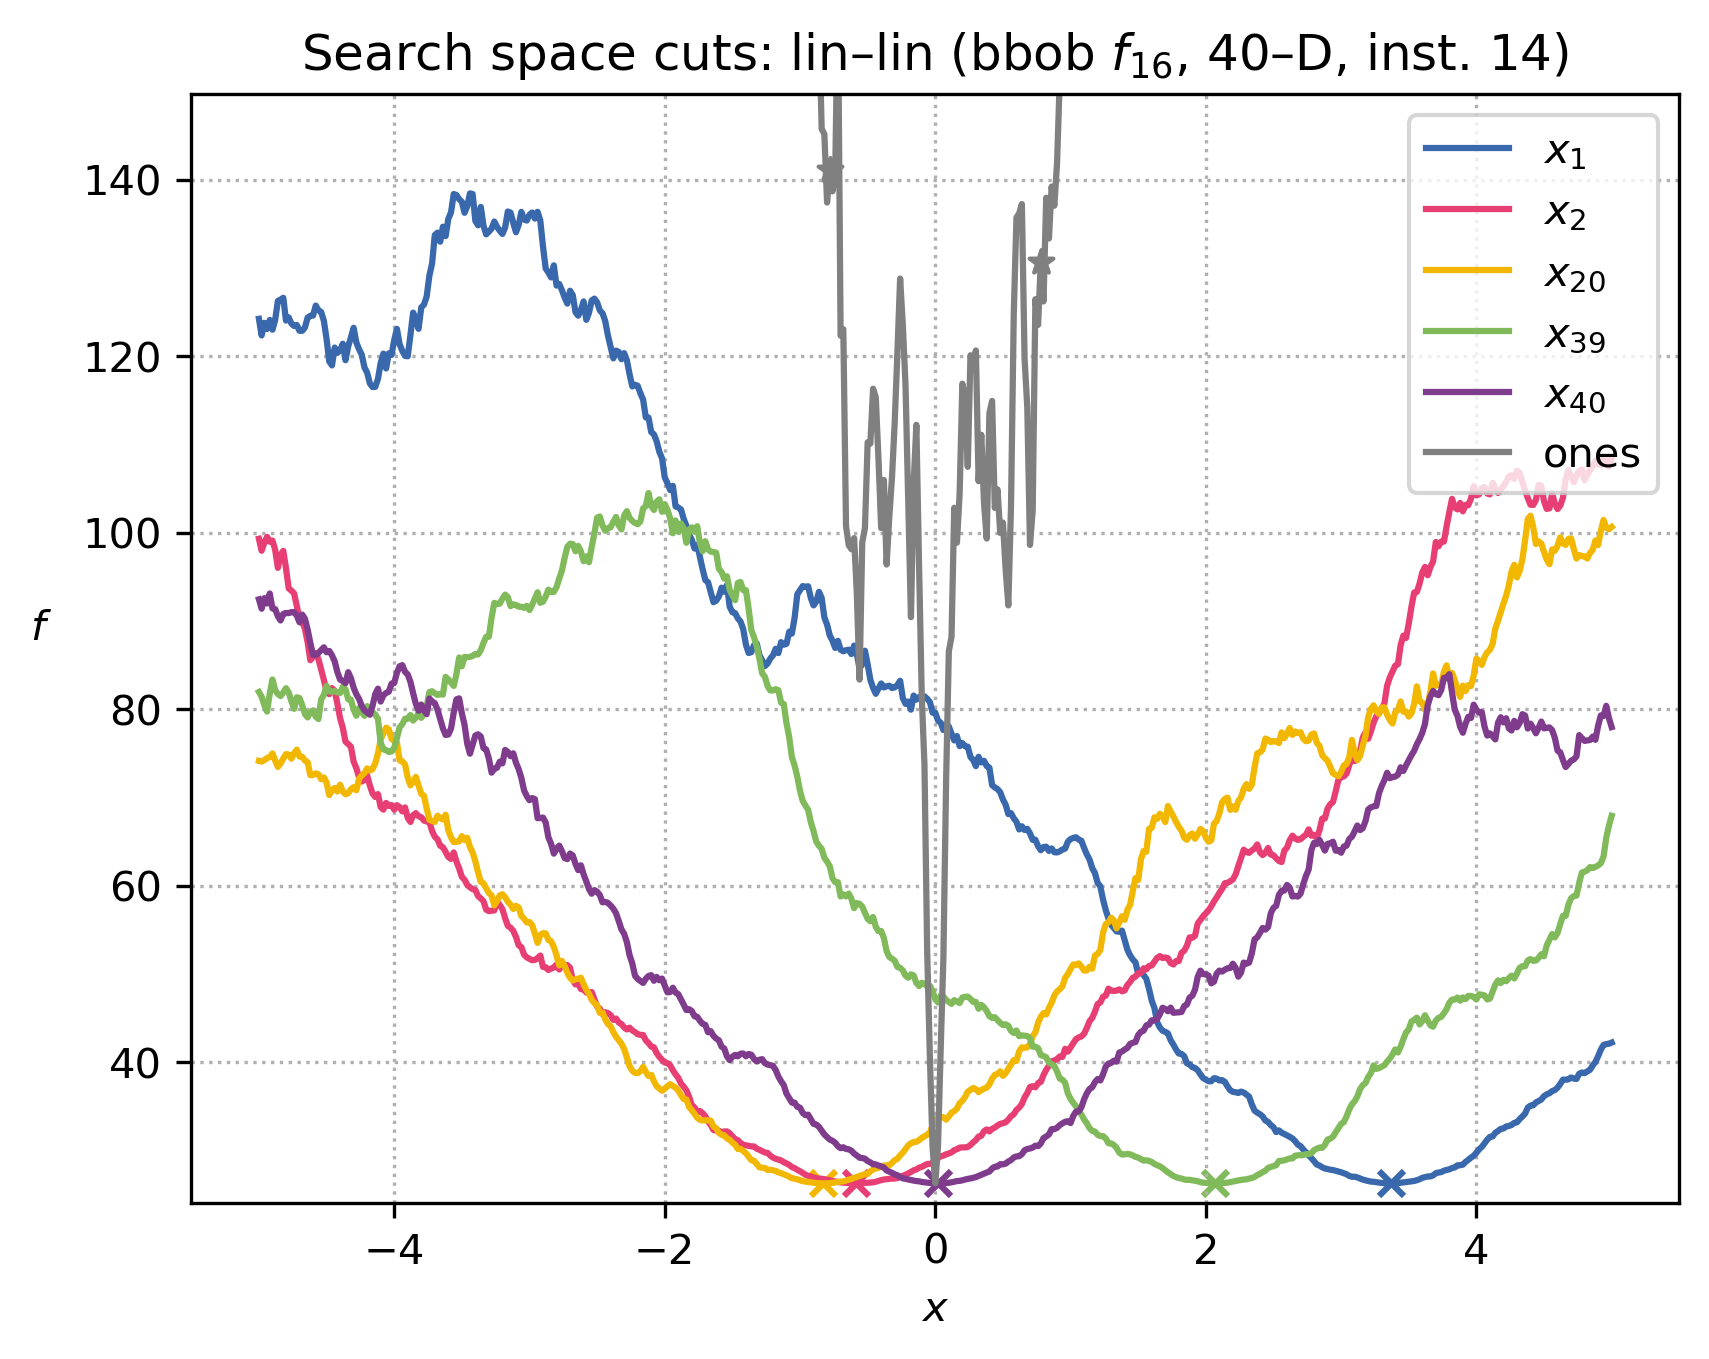 Search space cuts: lin–lin (bbob f₁₆, 40–D, inst. 14)
x₁
x₂
x₂₀
x₃₉
x₄₀
ones
140
120
100
80
60
40
f
−4
−2
0
2
4
x